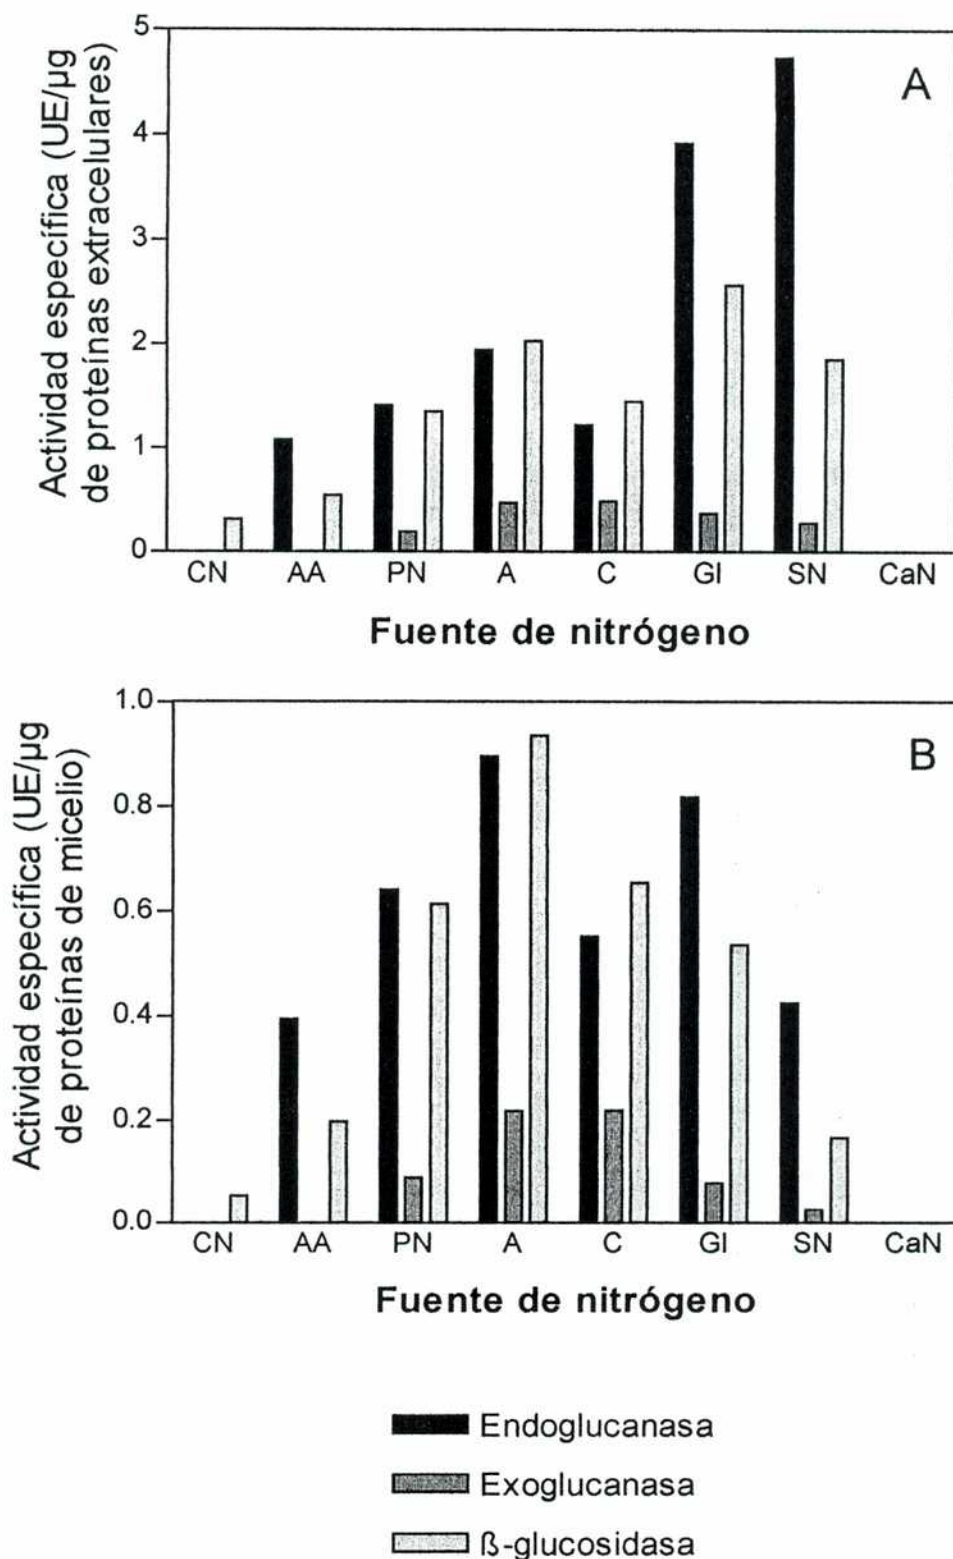 Actividad específica (UE/µg
de proteínas extracelulares)
5
4
3
2
1
0
A
CN AA PN A C Gl SN CaN
Fuente de nitrógeno
Actividad específica (UE/µg
de proteínas de micelio)
1.0
0.8
0.6
0.4
0.2
0.0
B
CN AA PN A C Gl SN CaN
Fuente de nitrógeno
Endoglucanasa
Exoglucanasa
ß-glucosidasa